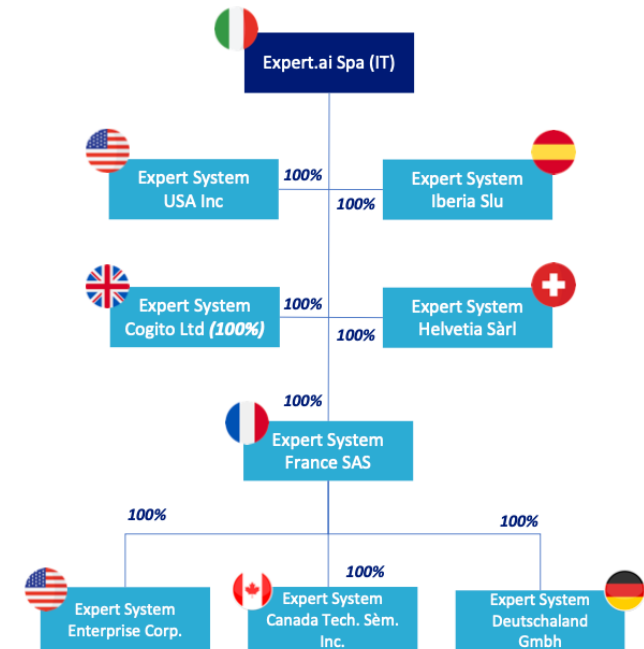 Expert.ai Spa (IT)
Expert System
USA Inc
100%
100%
Expert System
Iberia Slu
Expert System
Cogito Ltd (100%)
100%
100%
Expert System
Helvetia Sàrl
100%
Expert System
France SAS
100%
100%
100%
Expert System
Enterprise Corp.
Expert System
Canada Tech. Sèm.
Inc.
Expert System
Deutschaland
Gmbh